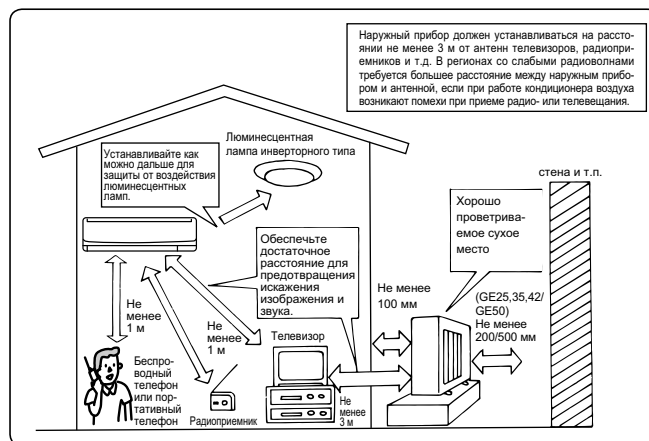 Наружный прибор должен устанавливаться на рассто-
янии не менее 3 м от антенн телевизоров, радиопри-
емников и т.д. В регионах со слабыми радиоволнами
требуется большее расстояние между наружным прибо-
ром и антенной, если при работе кондиционера воздуха
возникают помехи при приеме радио- или телевещания.
Люминесцентная
лампа инверторного типа
Устанавливайте как
можно дальше для
защиты от воздействия
люминесцентных
ламп.
стена и т.п.
Хорошо
проветрива-
емое сухое
место
Обеспечьте
достаточное
расстояние для
предотвращения
искажения
изображения и
звука.
Не менее
100 мм
(GE25,35,42/
GE50)
Не менее
200/500 мм
Не
менее
1 м
Не
менее
1 м
Телевизор
Беспро-
водный
телефон
или пор-
тативный
телефон
Радиоприемник
Не
менее
3 м